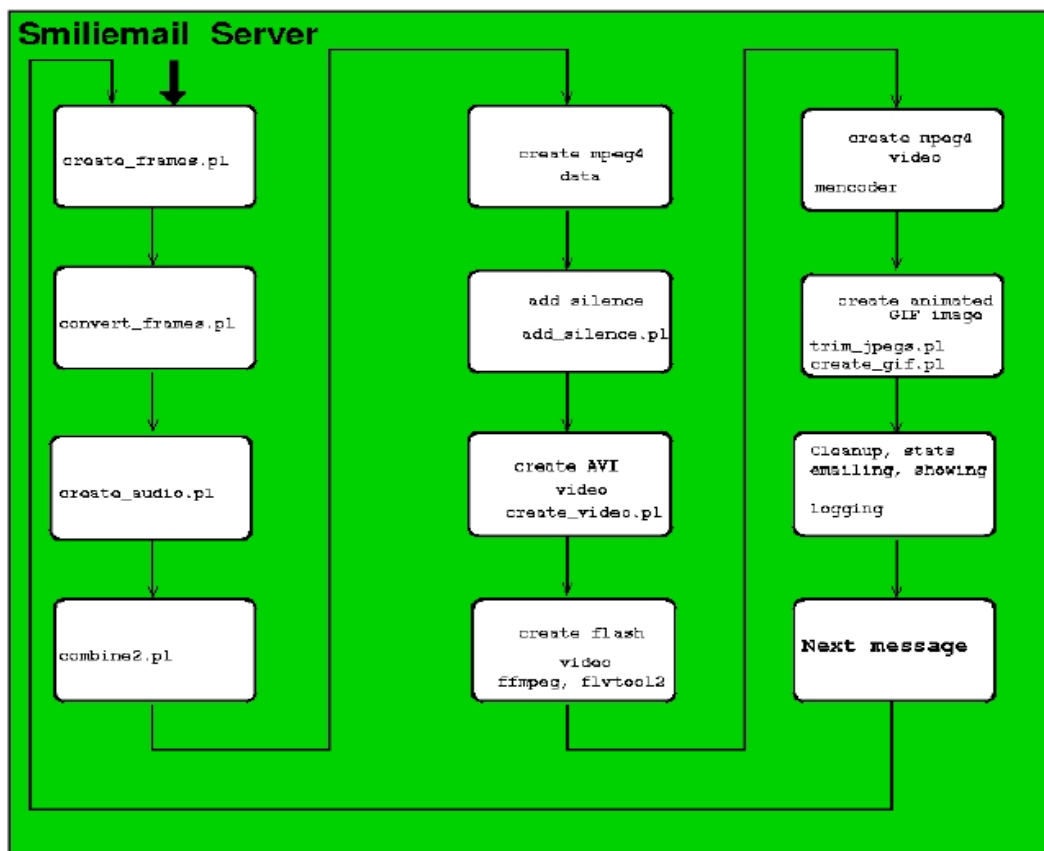 Smiliemail Server
create_frames.pl
convert_frames.pl
create_audio.pl
combine2.pl
create mpeg4
data
add silence
add_silence.pl
create AVI
video
create_video.pl
create flash
video
ffmpeg, flvtool2
create mpeg4
video
mencoder
create animated
GIF image
trim_jpegs.pl
create_gif.pl
Cleanup, stats
emailing, showing
logging
Next message